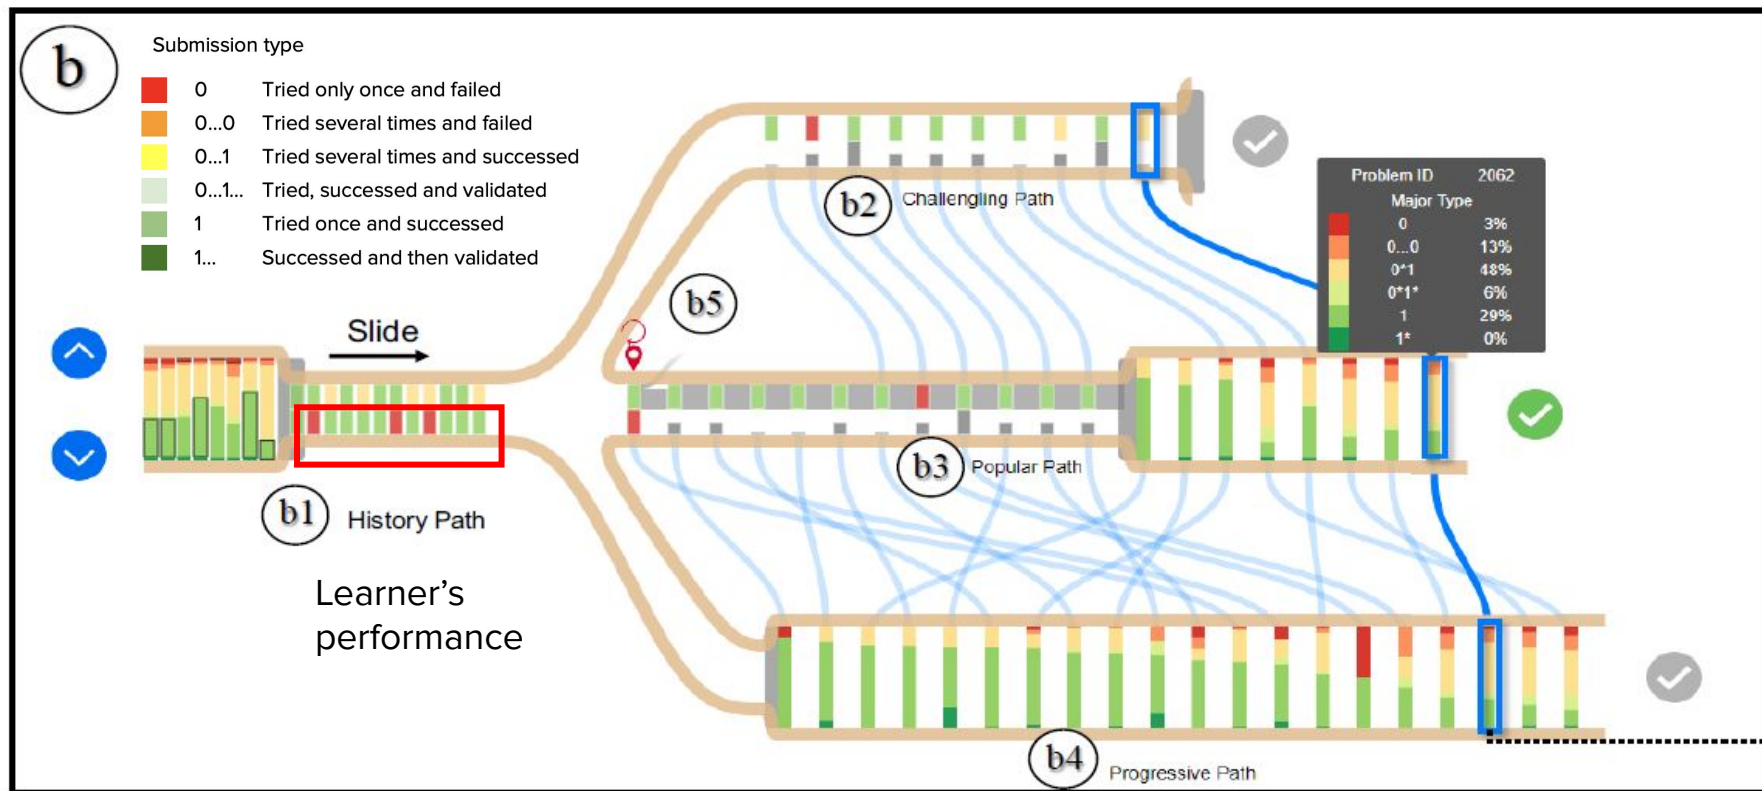 b
Submission type
0 Tried only once and failed
0...0 Tried several times and failed
0...1 Tried several times and successed
0...1... Tried, successed and validated
1 Tried once and successed
1... Successed and then validated
b2 Challengling Path
Problem ID 2062
Major Type
0 3%
0...0 13%
0*1 48%
0*1* 6%
1 29%
1* 0%
b5
Slide
b3 Popular Path
b1 History Path
Learner's
performance
b4 Progressive Path